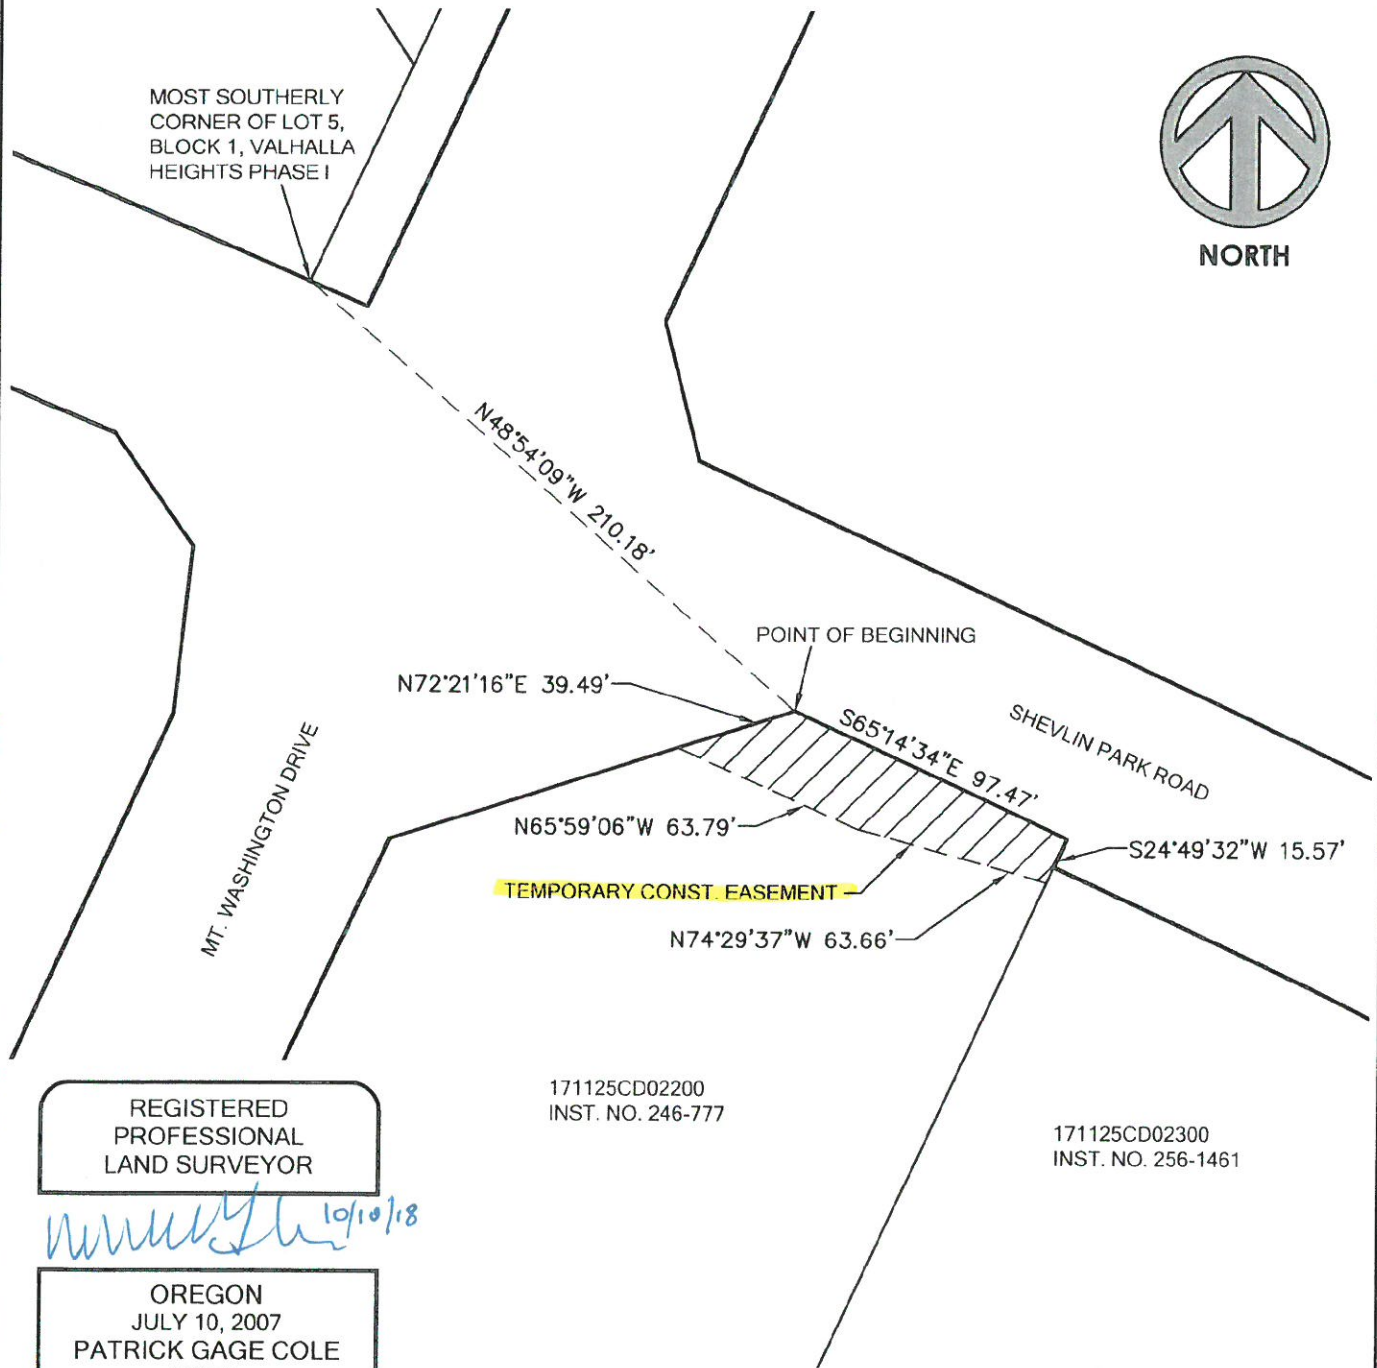 MOST SOUTHERLY
CORNER OF LOT 5,
BLOCK 1, VALHALLA
HEIGHTS PHASE I
NORTH
N48°54'09"W 210.18'
POINT OF BEGINNING
N72°21'16"E 39.49'
S65°14'34"E 97.47'
SHEVLIN PARK ROAD
MT. WASHINGTON DRIVE
N65°59'06"W 63.79'
S24°49'32"W 15.57'
TEMPORARY CONST. EASEMENT
N74°29'37"W 63.66'
171125CD02200
INST. NO. 246-777
171125CD02300
INST. NO. 256-1461
REGISTERED
PROFESSIONAL
LAND SURVEYOR
10/10/18
OREGON
JULY 10, 2007
PATRICK GAGE COLE